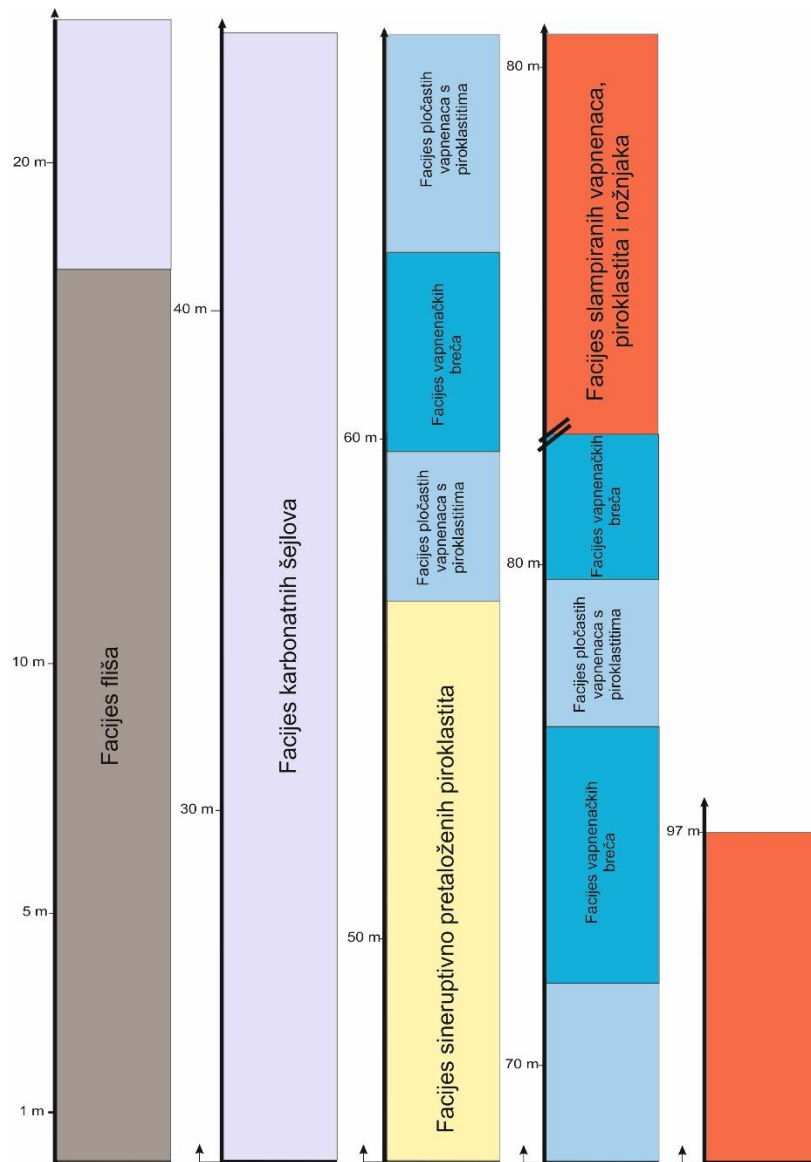 20 m
10 m
5 m
1 m
Facijes fliša
40 m
30 m
Facijes karbonatnih šejlova
60 m
50 m
Facijes pločastih
vapnenaca s
piroklastitima
Facijes vapnenačkih
breča
Facijes pločastih
vapnenaca s
piroklastitima
Facijes sineruptivno pretaloženih piroklastita
80 m
80 m
70 m
Facijes slampiranih vapnenaca,
piroklastita i rožnjaka
Facijes vapnenačkih
breča
Facijes pločastih
vapnenaca s
piroklastitima
Facijes vapnenačkih
breča
97 m